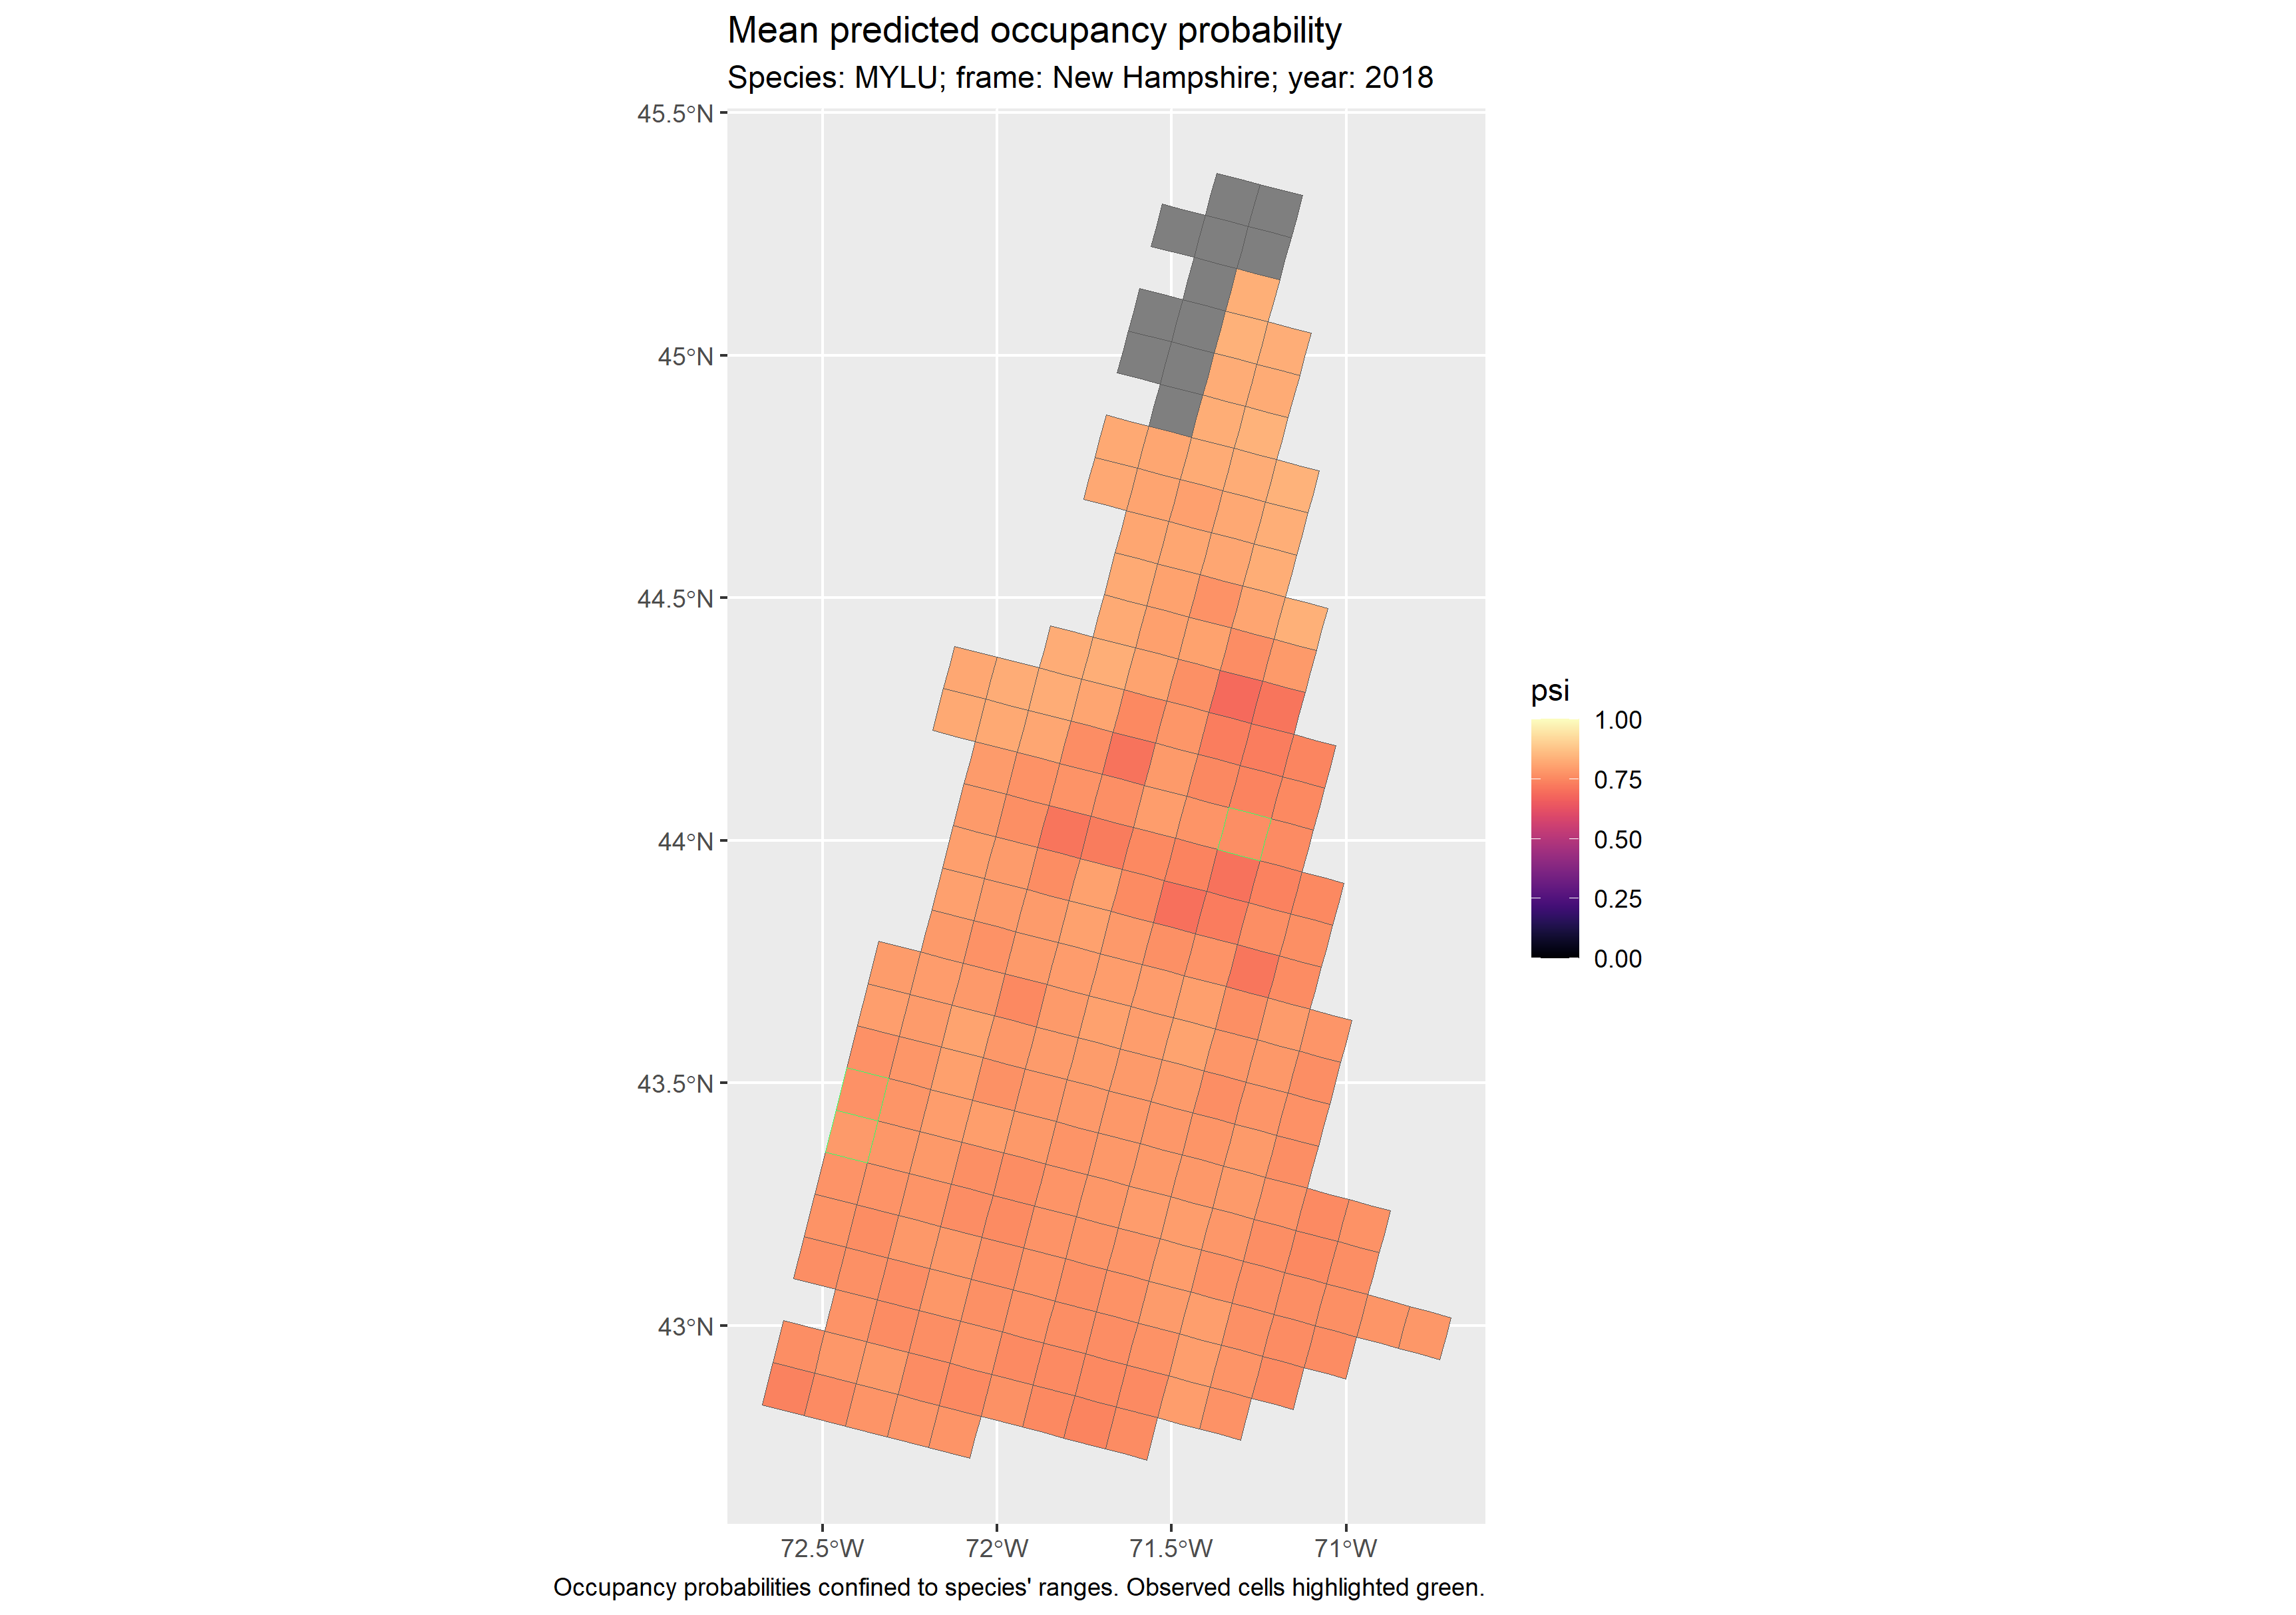 Mean predicted occupancy probability
Species: MYLU; frame: New Hampshire; year: 2018
45.5°N
45°N
44.5°N
44°N
43.5°N
43°N
72.5°W
72°W
71.5°W
71°W
psi
1.00
0.75
0.50
0.25
0.00
Occupancy probabilities confined to species' ranges. Observed cells highlighted green.